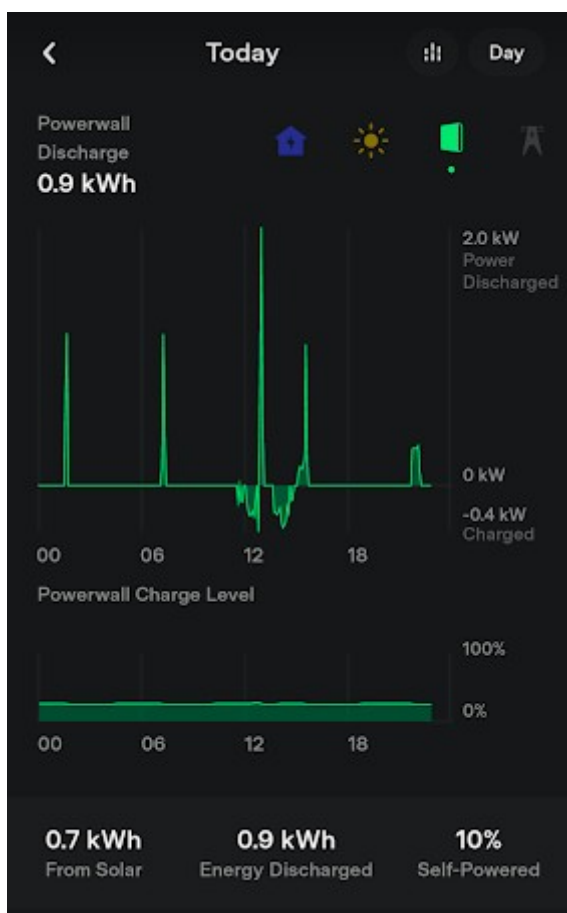 Today
Day
Powerwall
Discharge
0.9 kWh
2.0 kW
Power
Discharged
0 kW
-0.4 kW
Charged
00 06 12 18
Powerwall Charge Level
100%
0%
00 06 12 18
0.7 kWh 0.9 kWh 10%
From Solar Energy Discharged Self-Powered